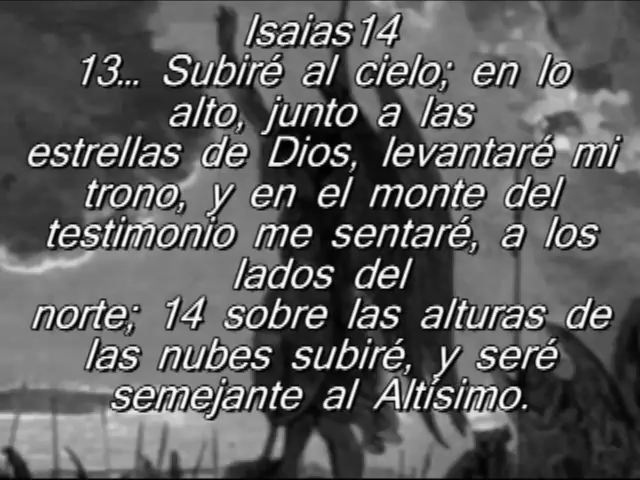 Isaias14
13... Subiré al cielo; en lo
alto, junto a las
estrellas de Dios, levantaré mi
trono, y en el monte del
testimonio me sentaré, a los
lados del
norte; 14 sobre las alturas de
las nubes subiré, y seré
semejante al Altísimo.